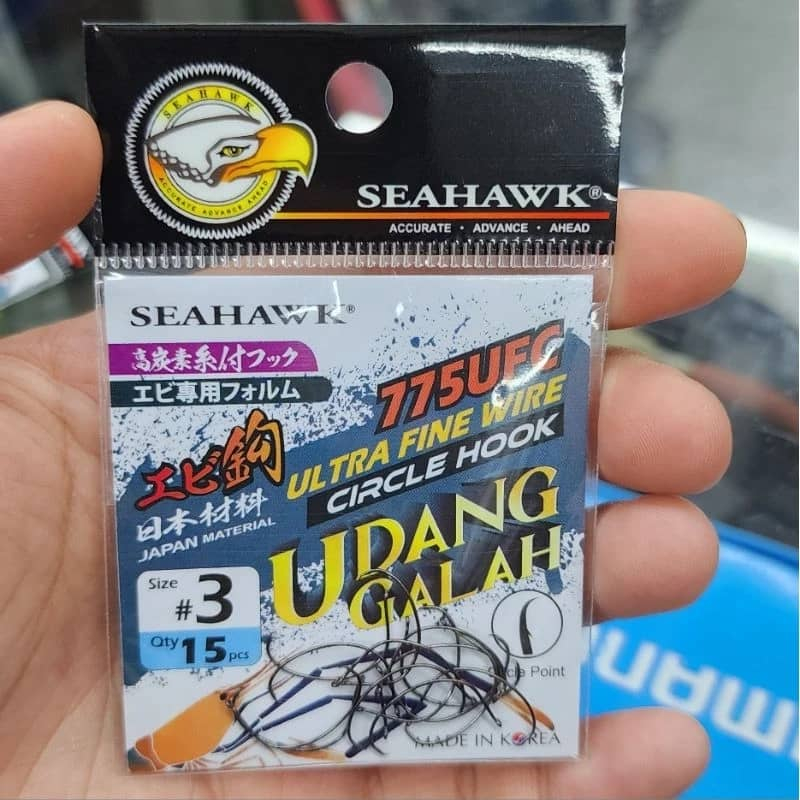 SEAHAWK
ACCURATE ADVANCE AHEAD
SEAHAWK®
ACCURATE · ADVANCE · AHEAD
SEAHAWK®
高炭素糸付フック
エビ専用フォルム
775UFC
ULTRA FINE WIRE
CIRCLE HOOK
エビ鈎
日本材料
JAPAN MATERIAL
UDANG
GALAH
Size
#3
Qty
15pcs
Circle Point
MADE IN KOREA